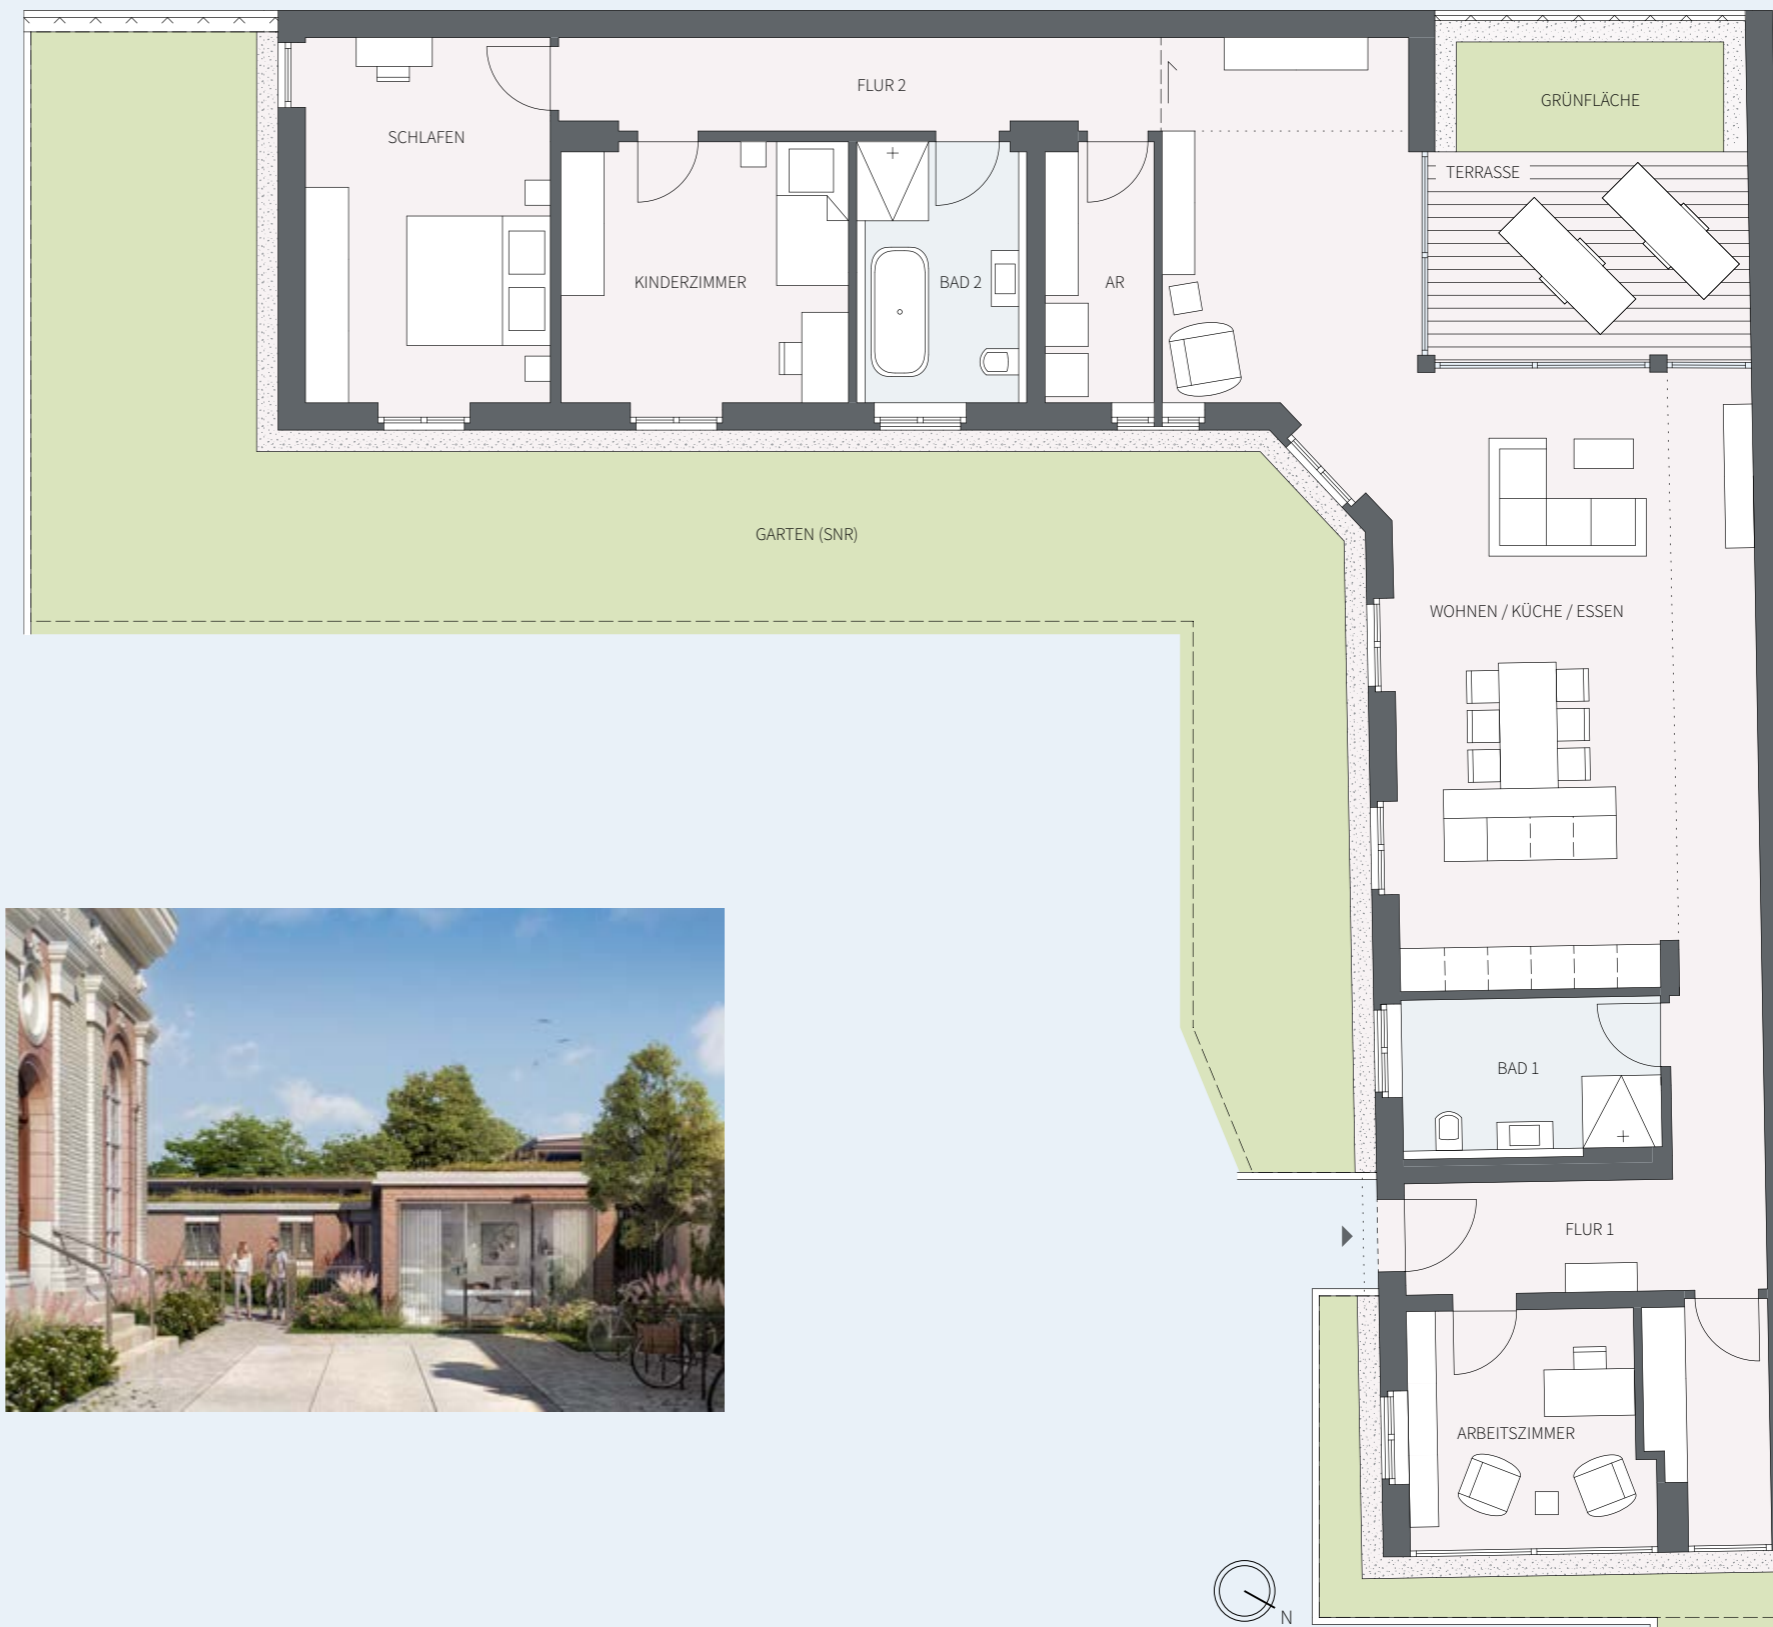 FLUR 2
GRÜNFLÄCHE
SCHLAFEN
TERRASSE
KINDERZIMMER
BAD 2
AR
GARTEN (SNR)
WOHNEN / KÜCHE / ESSEN
BAD 1
FLUR 1
ARBEITSZIMMER
N